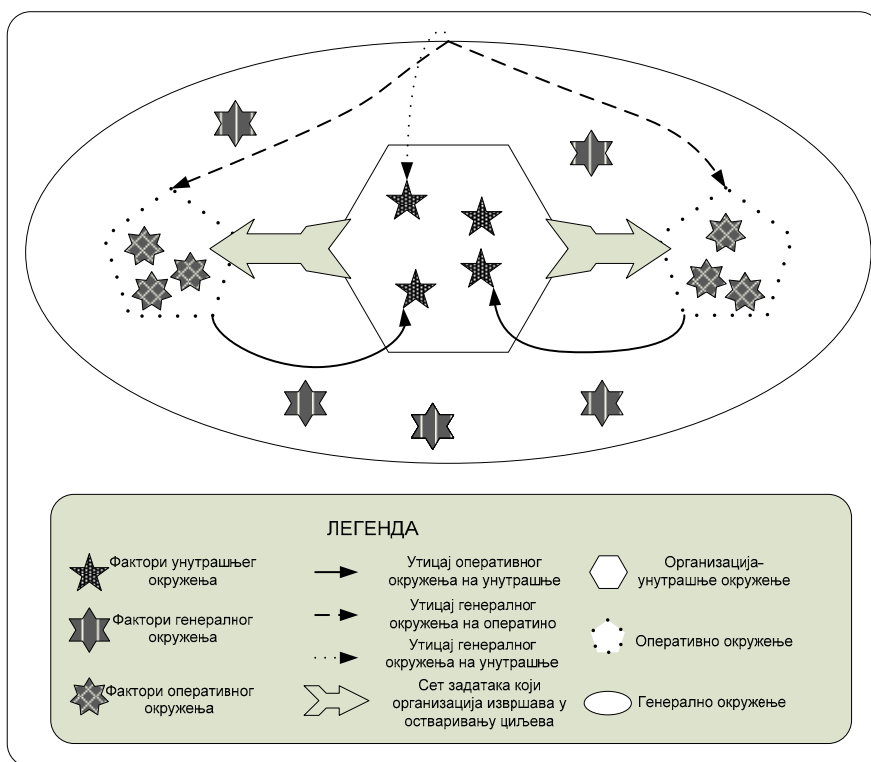 ЛЕГЕНДА
Фактори унутрашњег
окружења
Фактори генералног
окружења
Фактори оперативног
окружења
Утицај оперативног
окружења на унутрашње
Утицај генералног
окружења на оператино
Утицај генералног
окружења на унутрашње
Сет задатака који
организација извршава у
остваривању циљева
Организација-
унутрашње окружење
Оперативно окружење
Генерално окружење